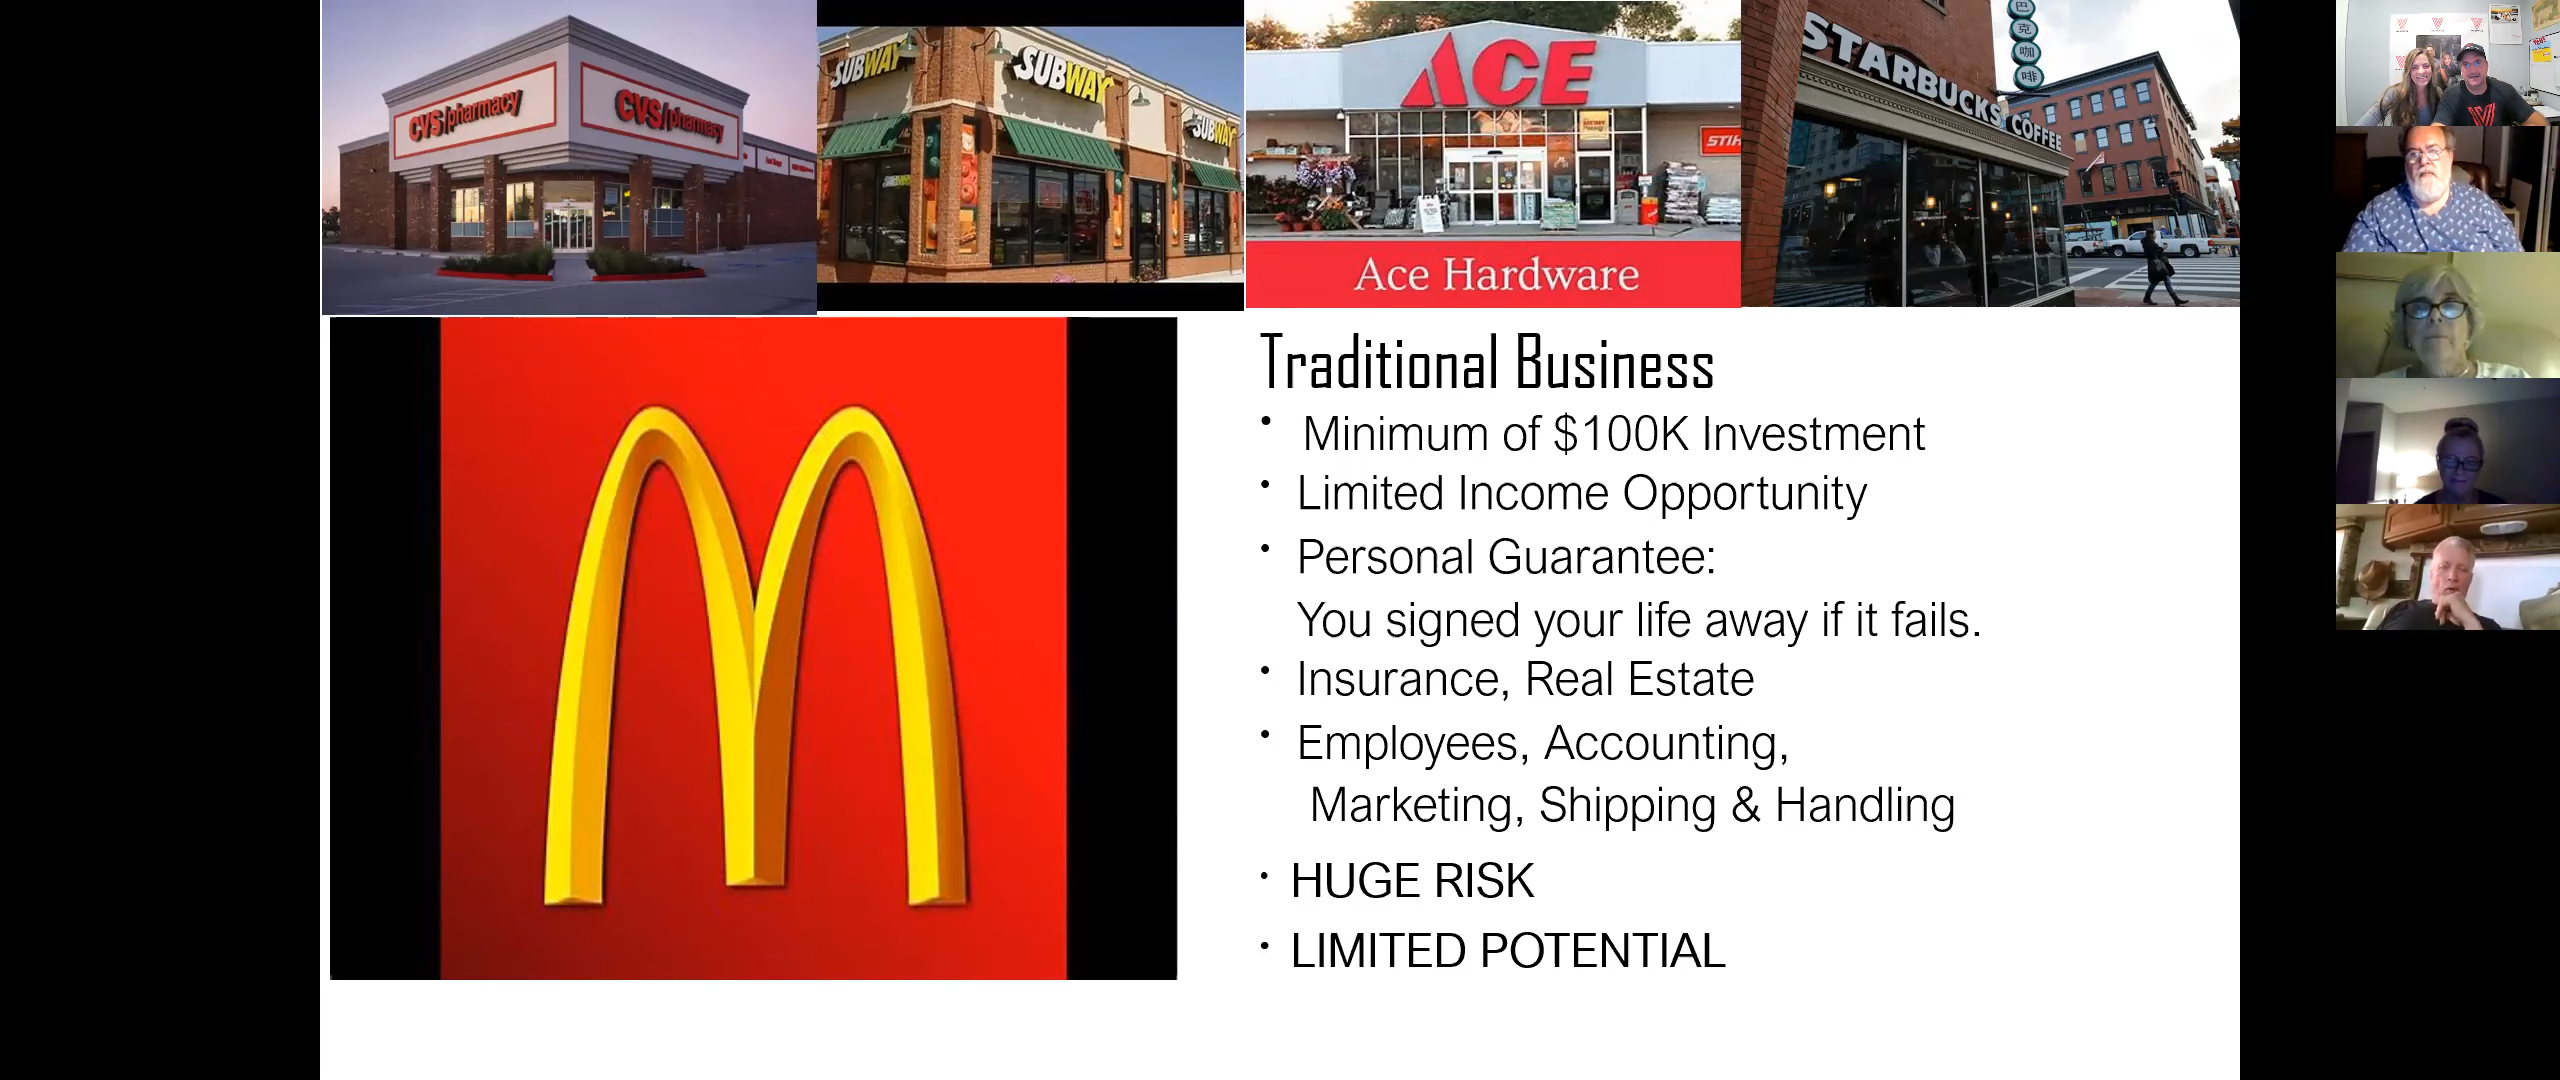 CVS/pharmacy
CVS/pharmacy
SUBWAY
SUBWAY
SUBWAY
ACE
STIH
Ace Hardware
STARBUCKS COFFEE
巴
克
咖
啡
Traditional Business
• Minimum of $100K Investment
• Limited Income Opportunity
• Personal Guarantee:
You signed your life away if it fails.
• Insurance, Real Estate
• Employees, Accounting,
Marketing, Shipping & Handling
• HUGE RISK
• LIMITED POTENTIAL